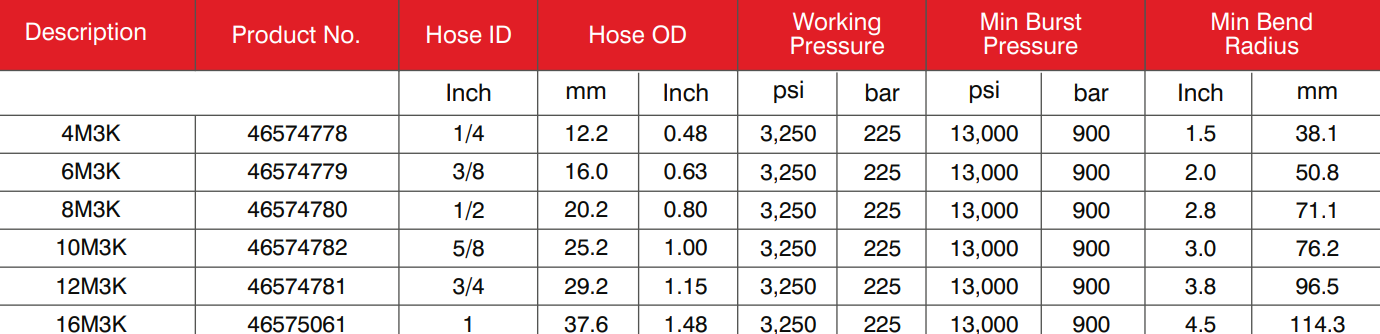 Description Product No. Hose ID Hose OD Working Pressure Min Burst Pressure Min Bend Radius
Inch mm Inch psi bar psi bar Inch mm
4M3K 46574778 1/4 12.2 0.48 3,250 225 13,000 900 1.5 38.1
6M3K 46574779 3/8 16.0 0.63 3,250 225 13,000 900 2.0 50.8
8M3K 46574780 1/2 20.2 0.80 3,250 225 13,000 900 2.8 71.1
10M3K 46574782 5/8 25.2 1.00 3,250 225 13,000 900 3.0 76.2
12M3K 46574781 3/4 29.2 1.15 3,250 225 13,000 900 3.8 96.5
16M3K 46575061 1 37.6 1.48 3,250 225 13,000 900 4.5 114.3